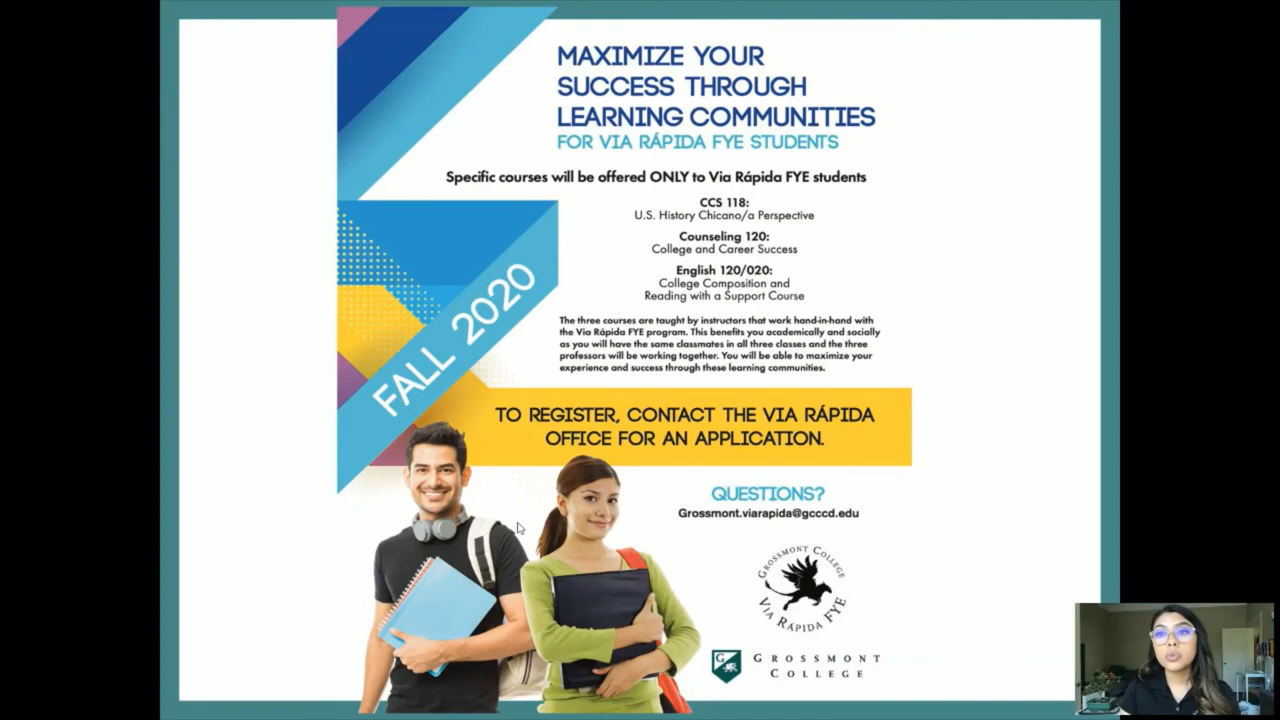 MAXIMIZE YOUR
SUCCESS THROUGH
LEARNING COMMUNITIES
FOR VIA RÁPIDA FYE STUDENTS
Specific courses will be offered ONLY to Via Rápida FYE students
CCS 118:
U.S. History Chicano/a Perspective
Counseling 120:
College and Career Success
English 120/020:
College Composition and
Reading with a Support Course
FALL 2020
The three courses are taught by instructors that work hand-in-hand with
the Via Rápida FYE program. This benefits you academically and socially
as you will have the same classmates in all three classes and the three
professors will be working together. You will be able to maximize your
experience and success through these learning communities.
TO REGISTER, CONTACT THE VIA RÁPIDA
OFFICE FOR AN APPLICATION.
QUESTIONS?
Grossmont.viarapida@gcccd.edu
GROSSMONT COLLEGE
VIA RÁPIDA FYE
G
GROSSMONT
COLLEGE